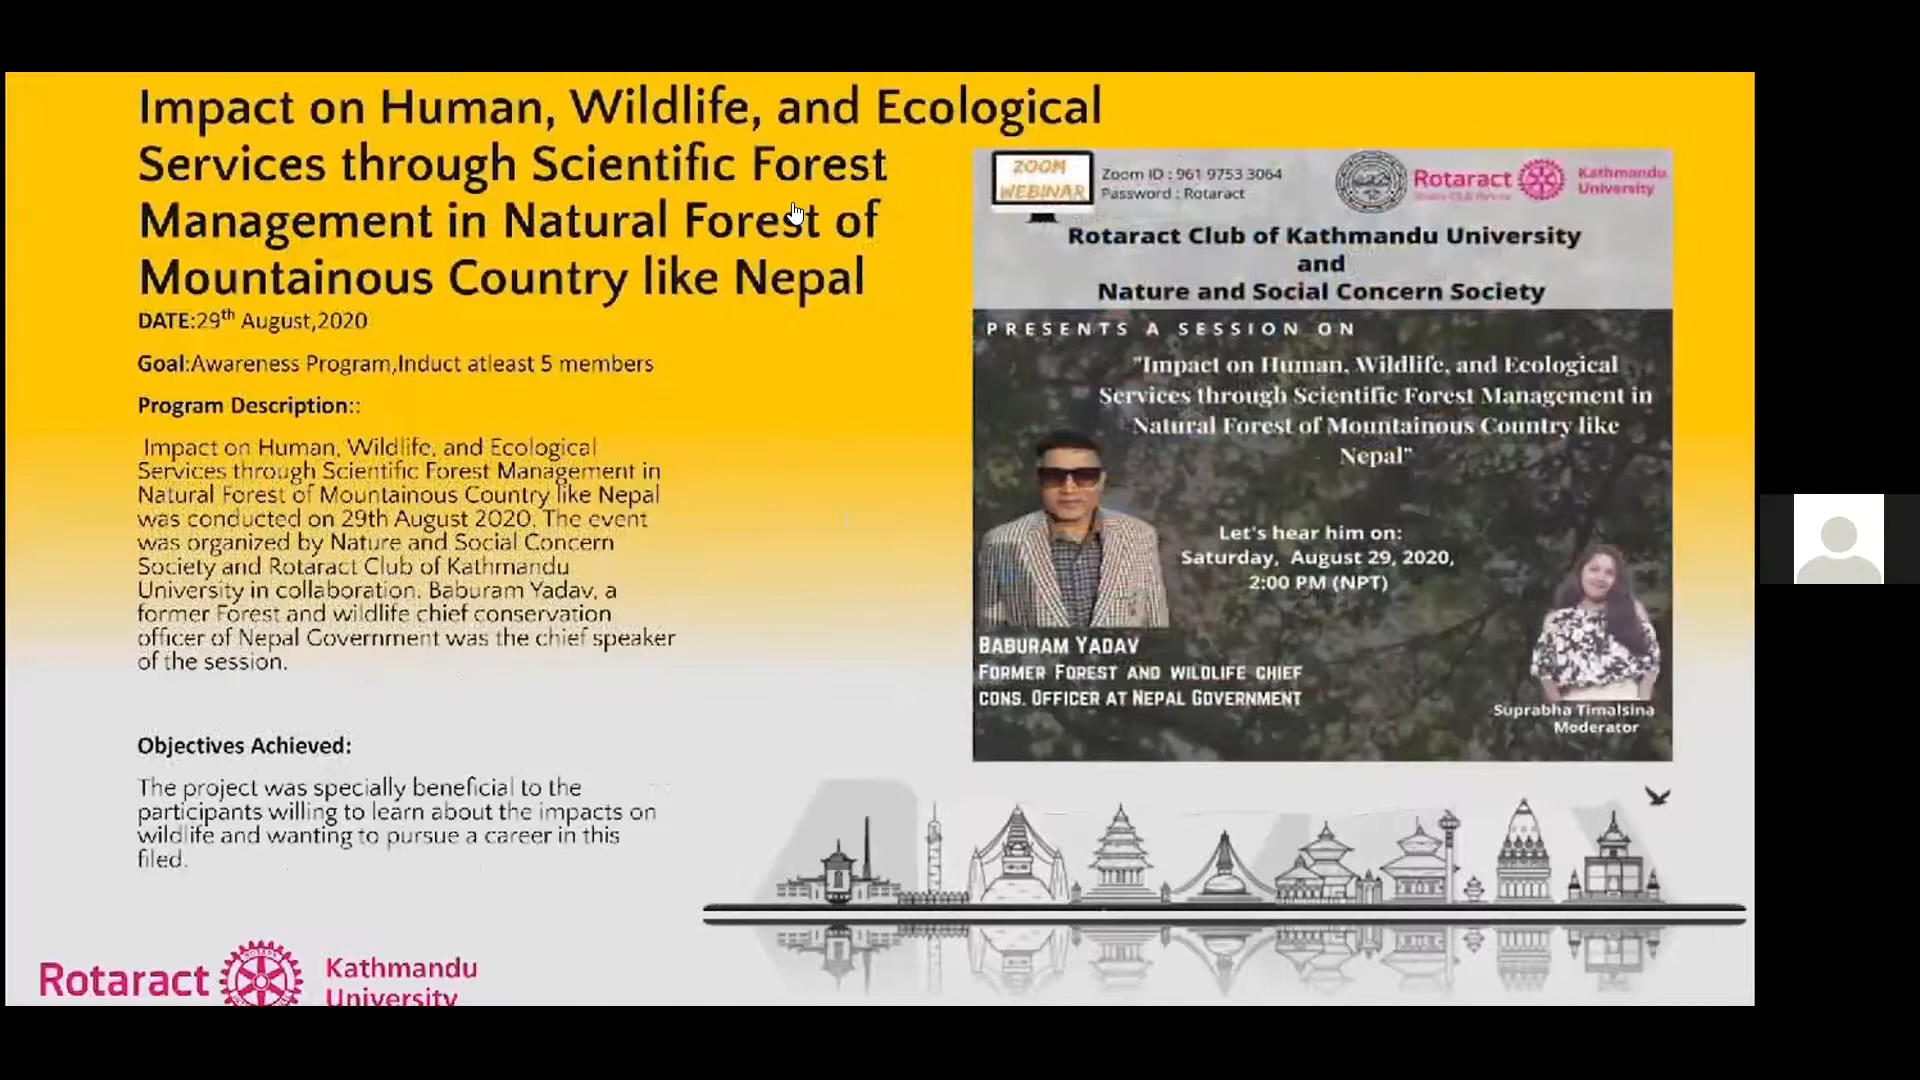 Impact on Human, Wildlife, and Ecological
Services through Scientific Forest
Management in Natural Forest of
Mountainous Country like Nepal
DATE:29th August,2020
Goal:Awareness Program,Induct atleast 5 members
Program Description::
Impact on Human, Wildlife, and Ecological
Services through Scientific Forest Management in
Natural Forest of Mountainous Country like Nepal
was conducted on 29th August 2020. The event
was organized by Nature and Social Concern
Society and Rotaract Club of Kathmandu
University in collaboration. Baburam Yadav, a
former Forest and wildlife chief conservation
officer of Nepal Government was the chief speaker
of the session.
Objectives Achieved:
The project was specially beneficial to the
participants willing to learn about the impacts on
wildlife and wanting to pursue a career in this
filed.
Rotaract
Kathmandu
University
ZOOM
WEBINAR
Zoom ID : 961 9753 3064
Password : Rotaract
Rotaract
Kathmandu
University
Rotaract Club of Kathmandu University
and
Nature and Social Concern Society
PRESENTS A SESSION ON
"Impact on Human, Wildlife, and Ecological
Services through Scientific Forest Management in
Natural Forest of Mountainous Country like
Nepal"
Let's hear him on:
Saturday, August 29, 2020,
2:00 PM (NPT)
BABURAM YADAV
FORMER FOREST AND WILDLIFE CHIEF
CONS. OFFICER AT NEPAL GOVERNMENT
Suprabha Timalsina
Moderator